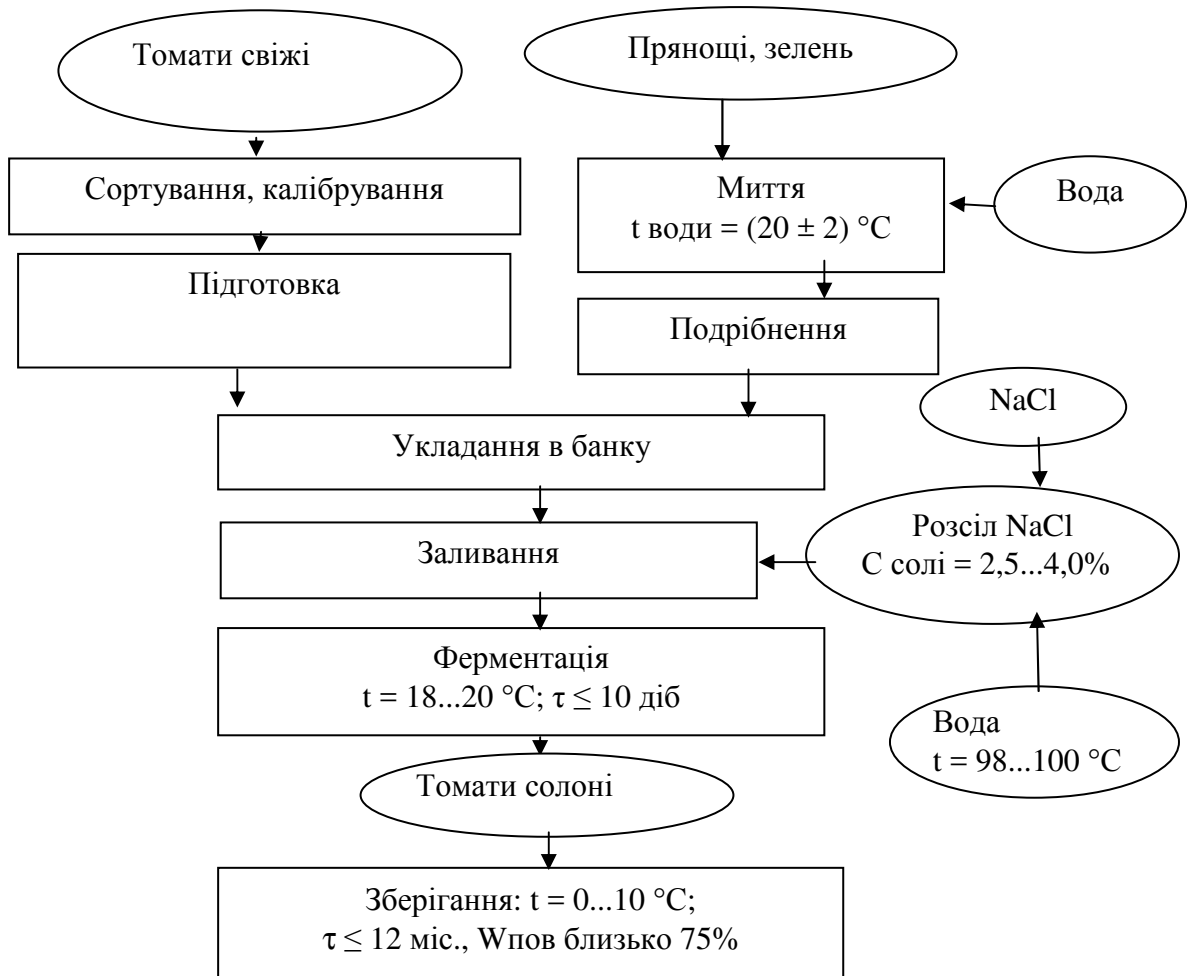 Томати свіжі
Прянощі, зелень
Сортування, калібрування
Миття
t води = (20 ± 2) °С
Вода
Підготовка
Подрібнення
NaCl
Укладання в банку
Розсіл NaCl
С солі = 2,5...4,0%
Заливання
Ферментація
t = 18...20 °С; τ ≤ 10 діб
Вода
t = 98...100 °С
Томати солоні
Зберігання: t = 0...10 °С;
τ ≤ 12 міс., Wпов близько 75%